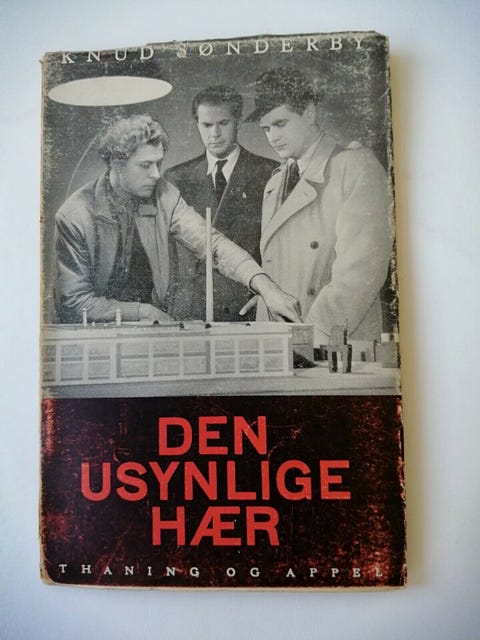 KNUD SØNDERBY
DEN
USYNLIGE
HÆR
THANING OG APPEL